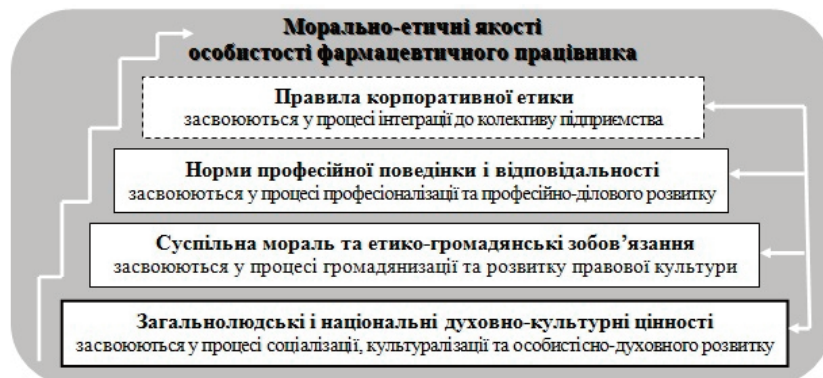 Морально-етичні якості
особистості фармацевтичного працівника
Правила корпоративної етики
засвоюються у процесі інтеграції до колективу підприємства
Норми професійної поведінки і відповідальності
засвоюються у процесі професіоналізації та професійно-ділового розвитку
Суспільна мораль та етико-громадянські зобов’язання
засвоюються у процесі громадянизації та розвитку правової культури
Загальнолюдські і національні духовно-культурні цінності
засвоюються у процесі соціалізації, культуралізації та особистісно-духовного розвитку